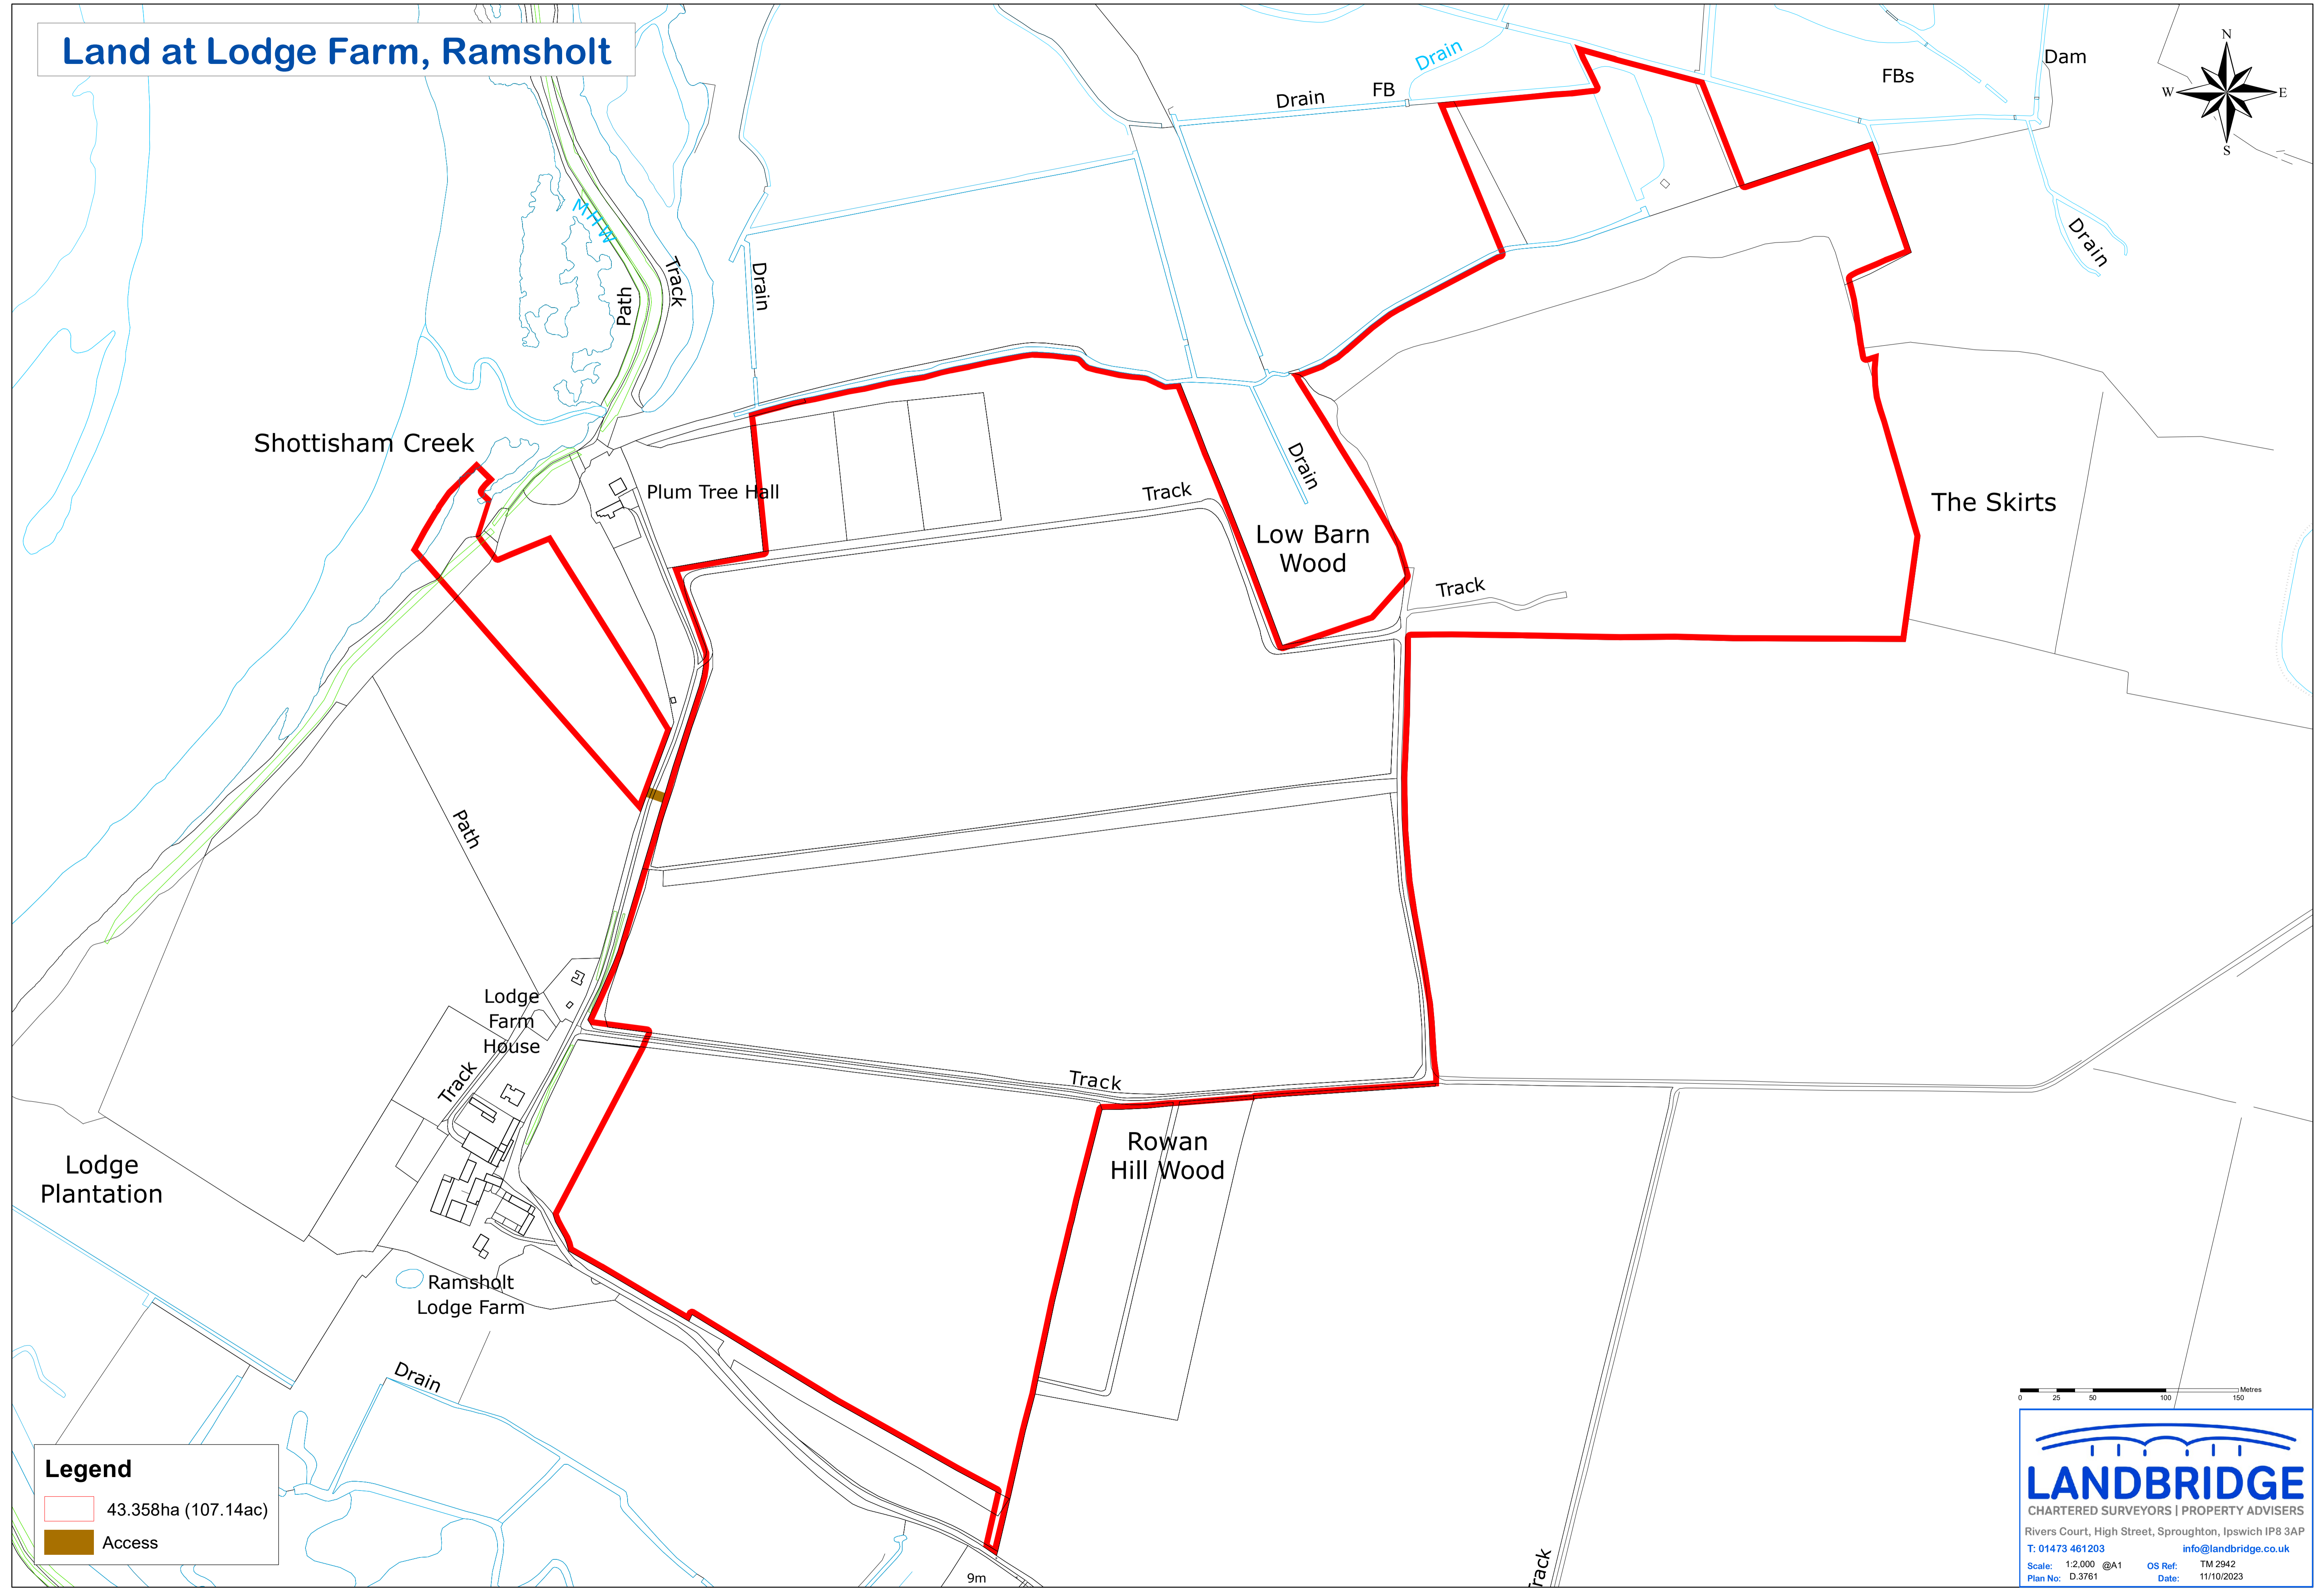 Land at Lodge Farm, Ramsholt
Drain
Drain
FB
FBs
Dam
N
W
E
S
MHW
Path
Track
Drain
Drain
Shottisham Creek
Plum Tree Hall
Track
Drain
Low Barn
Wood
The Skirts
Track
Path
Lodge
Farm
House
Track
Track
Rowan
Hill Wood
Lodge
Plantation
Ramsholt
Lodge Farm
Drain
9m
Track
Legend
43.358ha (107.14ac)
Access
Metres
0 25 50 100 150
LANDBRIDGE
CHARTERED SURVEYORS | PROPERTY ADVISERS
Rivers Court, High Street, Sproughton, Ipswich IP8 3AP
T: 01473 461203 info@landbridge.co.uk
Scale: 1:2,000 @A1 OS Ref: TM 2942
Plan No: D.3761 Date: 11/10/2023